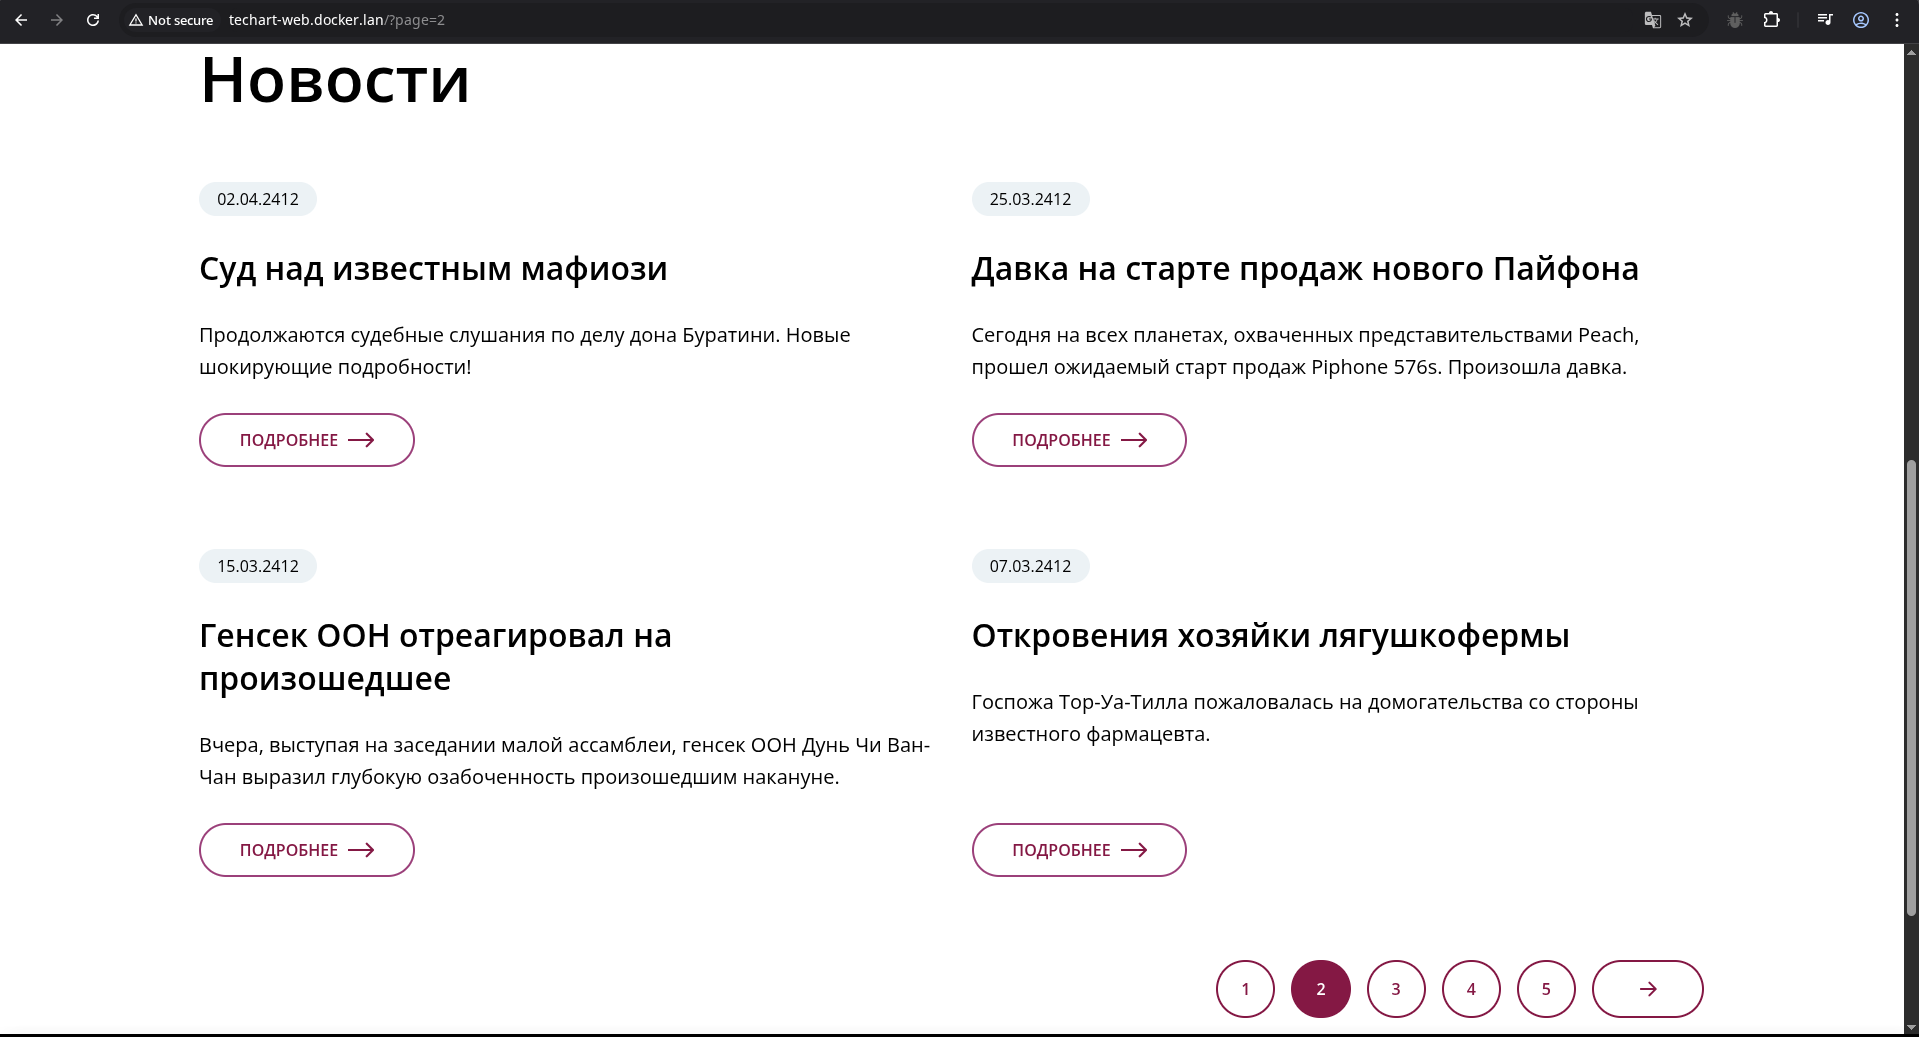 Not secure techart-web.docker.lan/?page=2
Новости
02.04.2412
Суд над известным мафиози
Продолжаются судебные слушания по делу дона Буратини. Новые
шокирующие подробности!
ПОДРОБНЕЕ
25.03.2412
Давка на старте продаж нового Пайфона
Сегодня на всех планетах, охваченных представительствами Peach,
прошел ожидаемый старт продаж Piphone 576s. Произошла давка.
ПОДРОБНЕЕ
15.03.2412
Генсек ООН отреагировал на
произошедшее
Вчера, выступая на заседании малой ассамблеи, генсек ООН Дунь Чи Ван-
Чан выразил глубокую озабоченность произошедшим накануне.
ПОДРОБНЕЕ
07.03.2412
Откровения хозяйки лягушкофермы
Госпожа Тор-Уа-Тилла пожаловалась на домогательства со стороны
известного фармацевта.
ПОДРОБНЕЕ
1 2 3 4 5